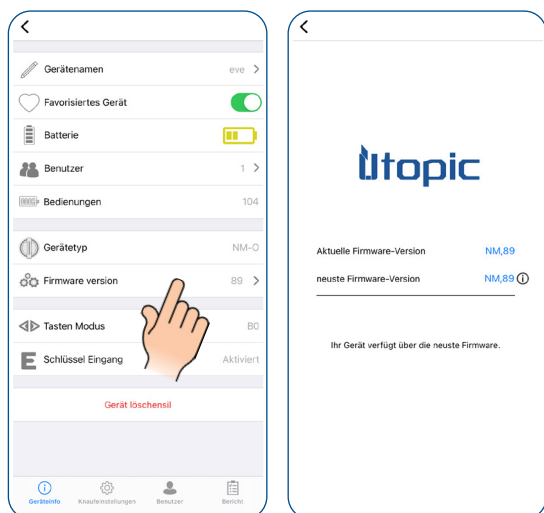 Gerätenamen eve
Favorisiertes Gerät
Batterie
Benutzer 1
Bedienungen 104
Gerätetyp NM-O
Firmware version 89
Tasten Modus B0
E Schlüssel Eingang Aktiviert
Gerät löschensil
Geräteinfo Knaufeinstellungen Benutzer Bericht
Utopic
Aktuelle Firmware-Version NM,89
neuste Firmware-Version NM,89
Ihr Gerät verfügt über die neuste Firmware.